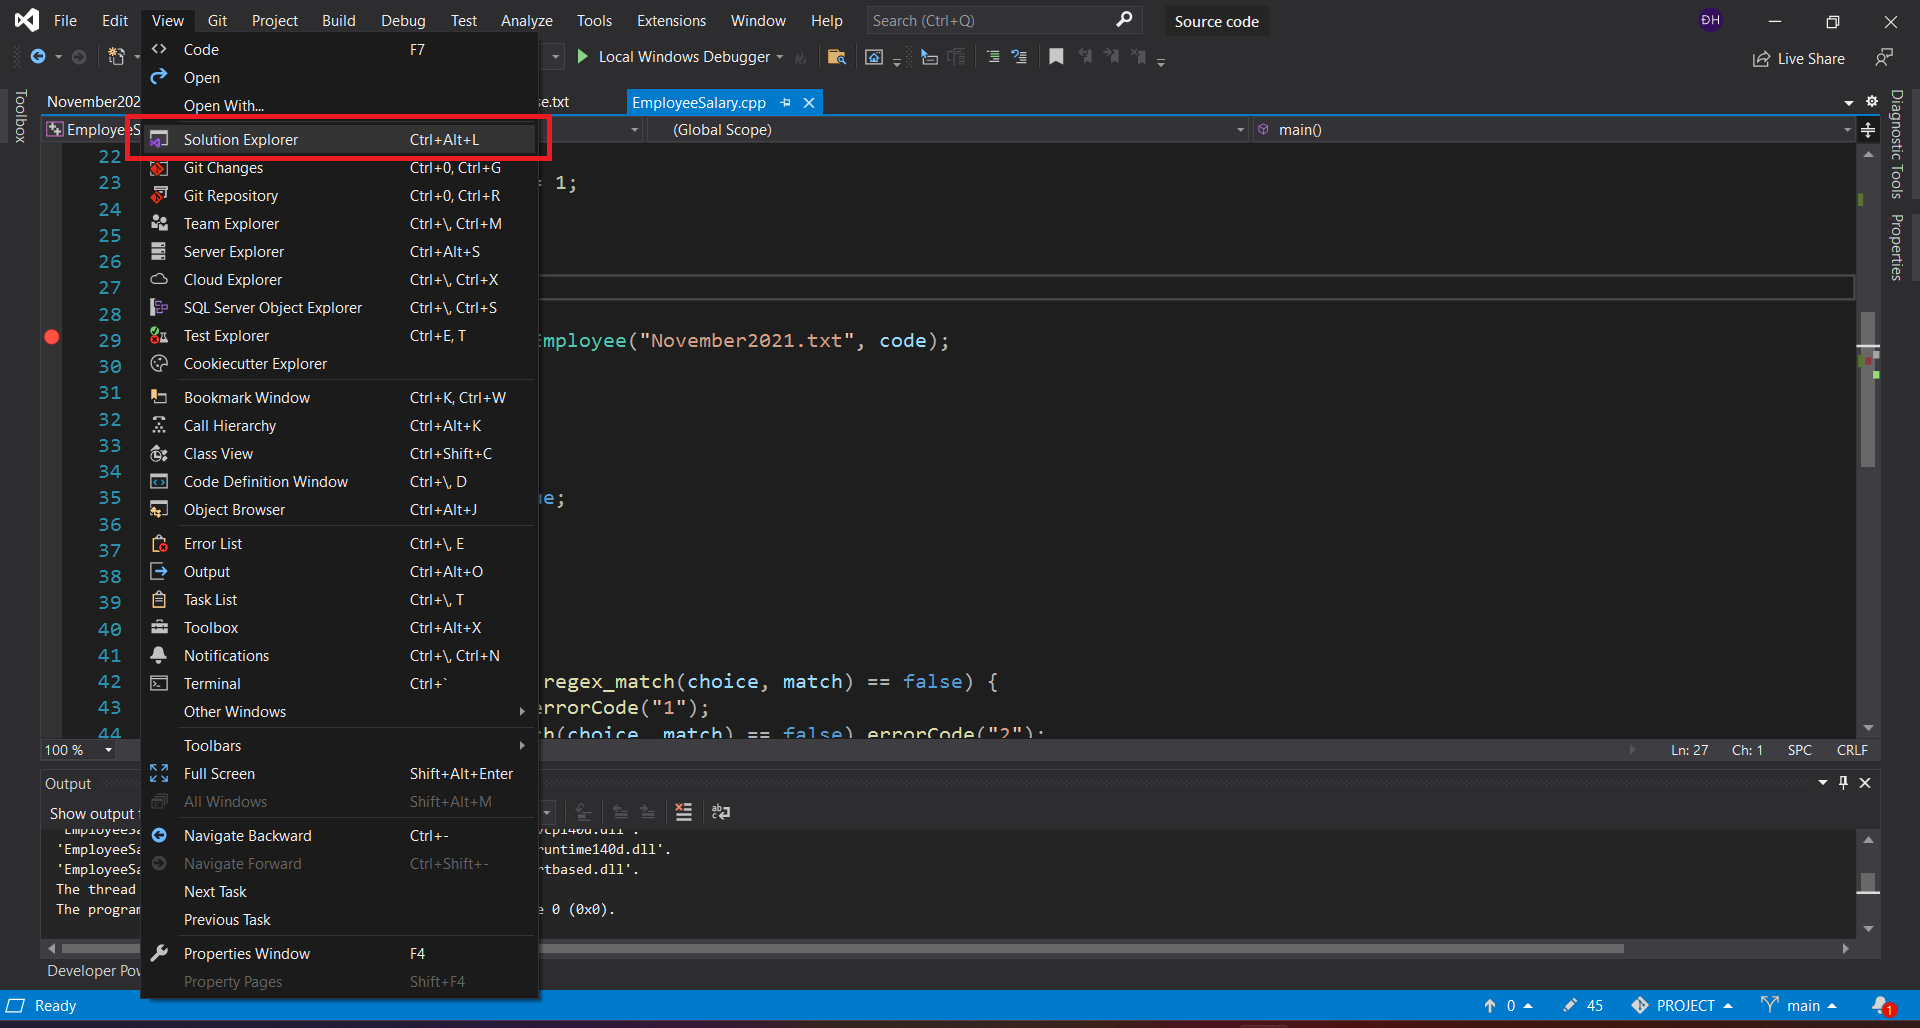 File Edit View Git Project Build Debug Test Analyze Tools Extensions Window Help Search (Ctrl+Q) Source code ĐH
Local Windows Debugger Live Share
Code F7
Open
Open With...
Solution Explorer Ctrl+Alt+L
Git Changes Ctrl+0, Ctrl+G
Git Repository Ctrl+0, Ctrl+R
Team Explorer Ctrl+\, Ctrl+M
Server Explorer Ctrl+Alt+S
Cloud Explorer Ctrl+\, Ctrl+X
SQL Server Object Explorer Ctrl+\, Ctrl+S
Test Explorer Ctrl+E, T
Cookiecutter Explorer
Bookmark Window Ctrl+K, Ctrl+W
Call Hierarchy Ctrl+Alt+K
Class View Ctrl+Shift+C
Code Definition Window Ctrl+\, D
Object Browser Ctrl+Alt+J
Error List Ctrl+\, E
Output Ctrl+Alt+O
Task List Ctrl+\, T
Toolbox Ctrl+Alt+X
Notifications Ctrl+\, Ctrl+N
Terminal Ctrl+`
Other Windows
Toolbars
Full Screen Shift+Alt+Enter
All Windows Shift+Alt+M
Navigate Backward Ctrl+-
Navigate Forward Ctrl+Shift+-
Next Task
Previous Task
Properties Window F4
Property Pages Shift+F4
Toolbox
November202 se.txt EmployeeSalary.cpp
EmployeeS (Global Scope) main()
22
23 = 1;
24
25
26
27
28
29 Employee("November2021.txt", code);
30
31
32
33
34
35 ue;
36
37
38
39
40
41
42 regex_match(choice, match) == false) {
43 errorCode("1");
44 h(choice, match) == false) errorCode("2");
100 % Ln: 27 Ch: 1 SPC CRLF
Diagnostic Tools
Properties
Output
Show output
'EmployeeSa vcp140d.dll'.
'EmployeeSa runtime140d.dll'.
'EmployeeSa rtbased.dll'.
The thread
The program e 0 (0x0).
Developer Pow
Ready 0 45 PROJECT main 1